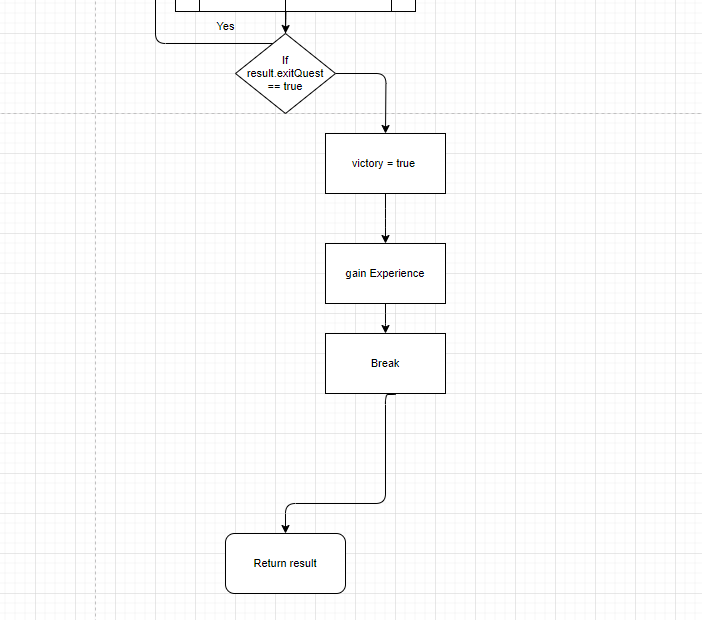 Yes
If
result.exitQuest
== true
victory = true
gain Experience
Break
Return result